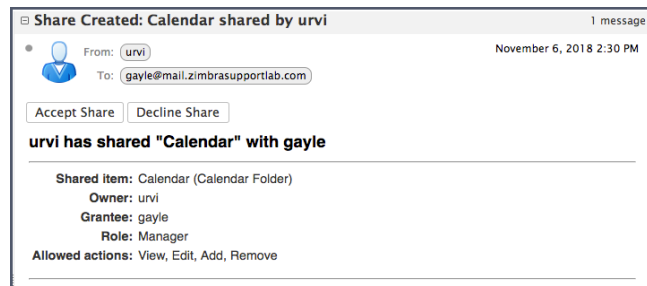 Share Created: Calendar shared by urvi 1 message
From: urvi November 6, 2018 2:30 PM
To: gayle@mail.zimbrasupportlab.com
Accept Share Decline Share
urvi has shared "Calendar" with gayle
Shared item: Calendar (Calendar Folder)
Owner: urvi
Grantee: gayle
Role: Manager
Allowed actions: View, Edit, Add, Remove